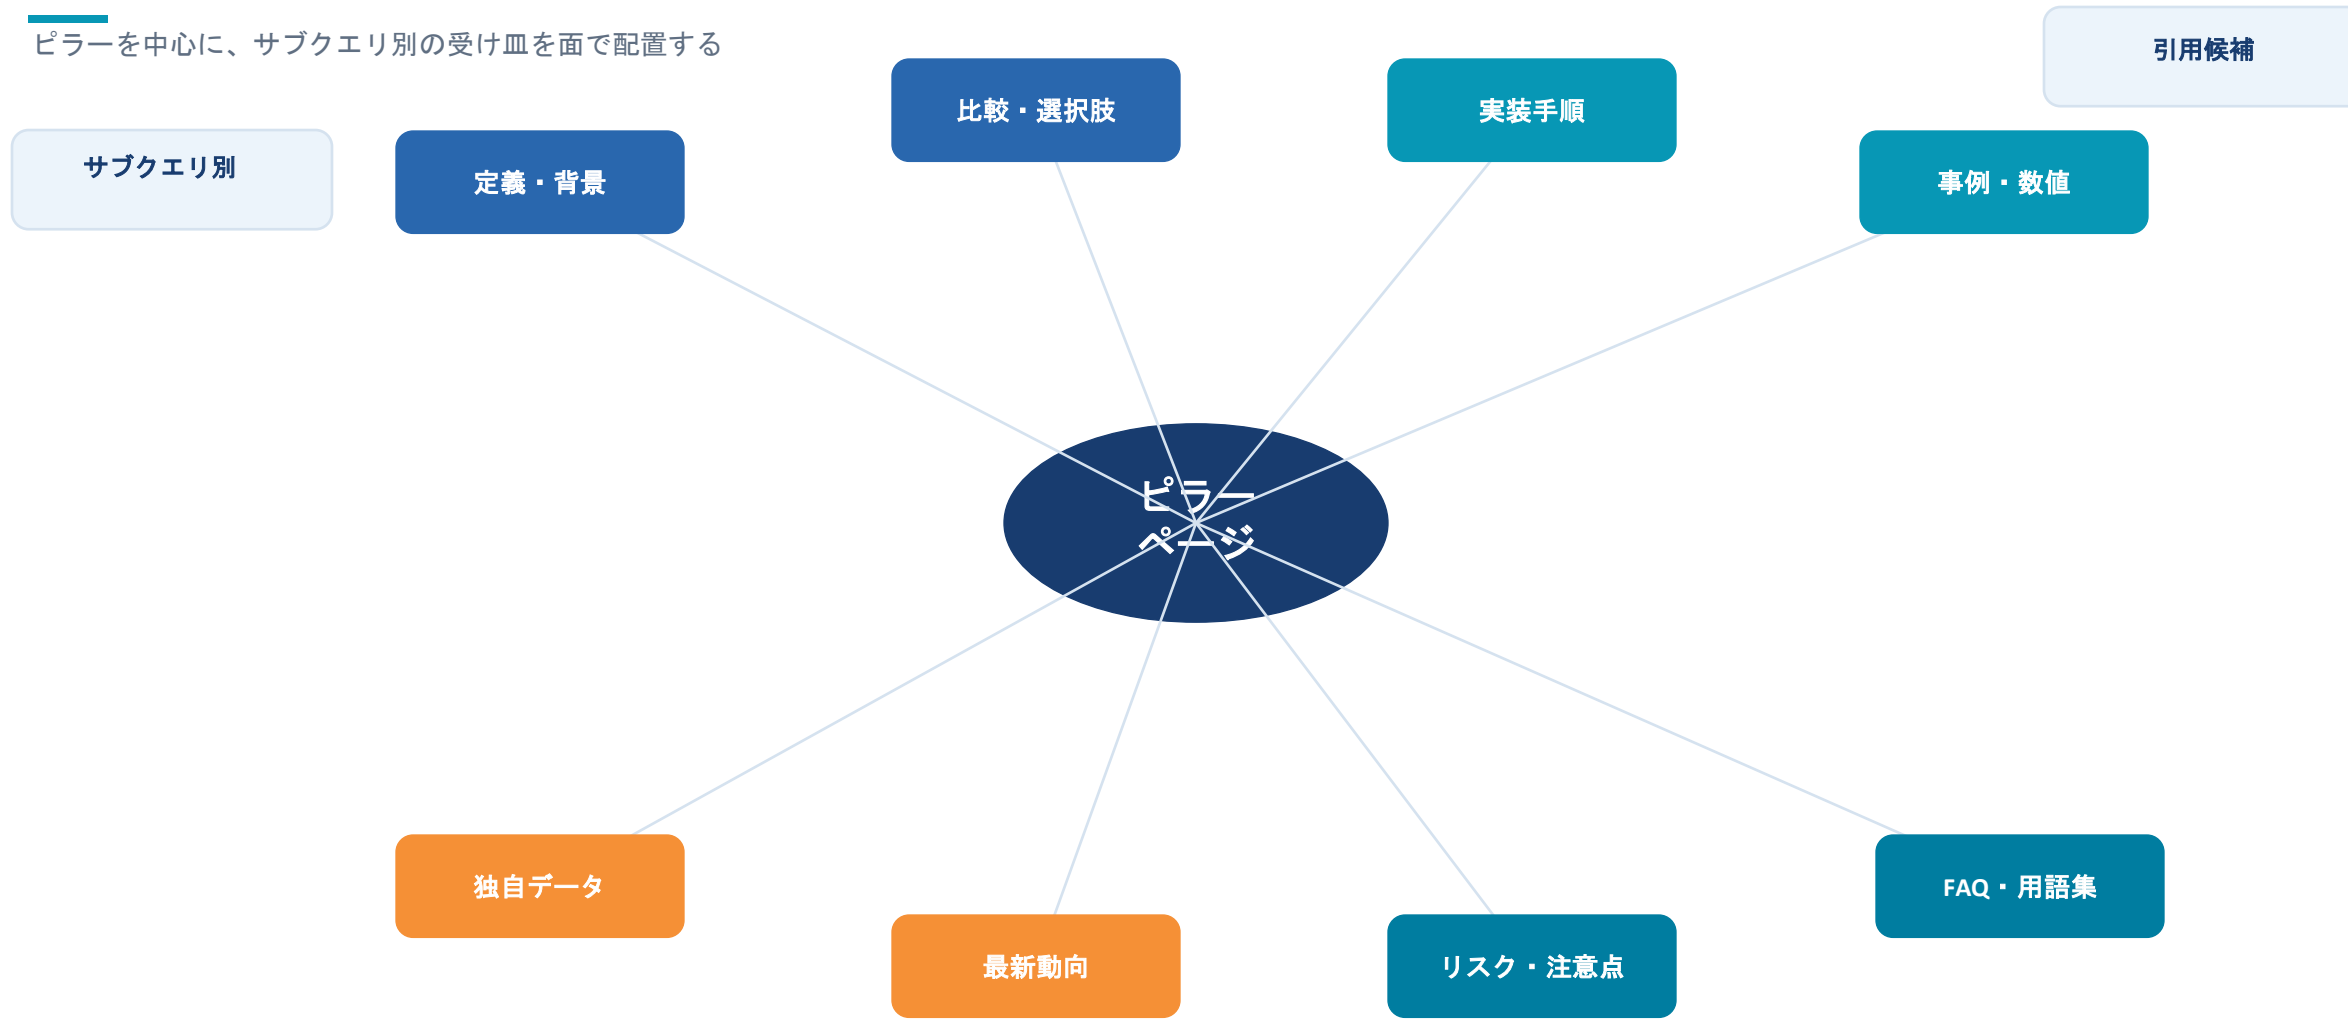 ピラーを中心に、サブクエリ別の受け皿を面で配置する
引用候補
比較・選択肢
実装手順
サブクエリ別
定義・背景
事例・数値
ピラー
ページ
独自データ
FAQ・用語集
最新動向
リスク・注意点